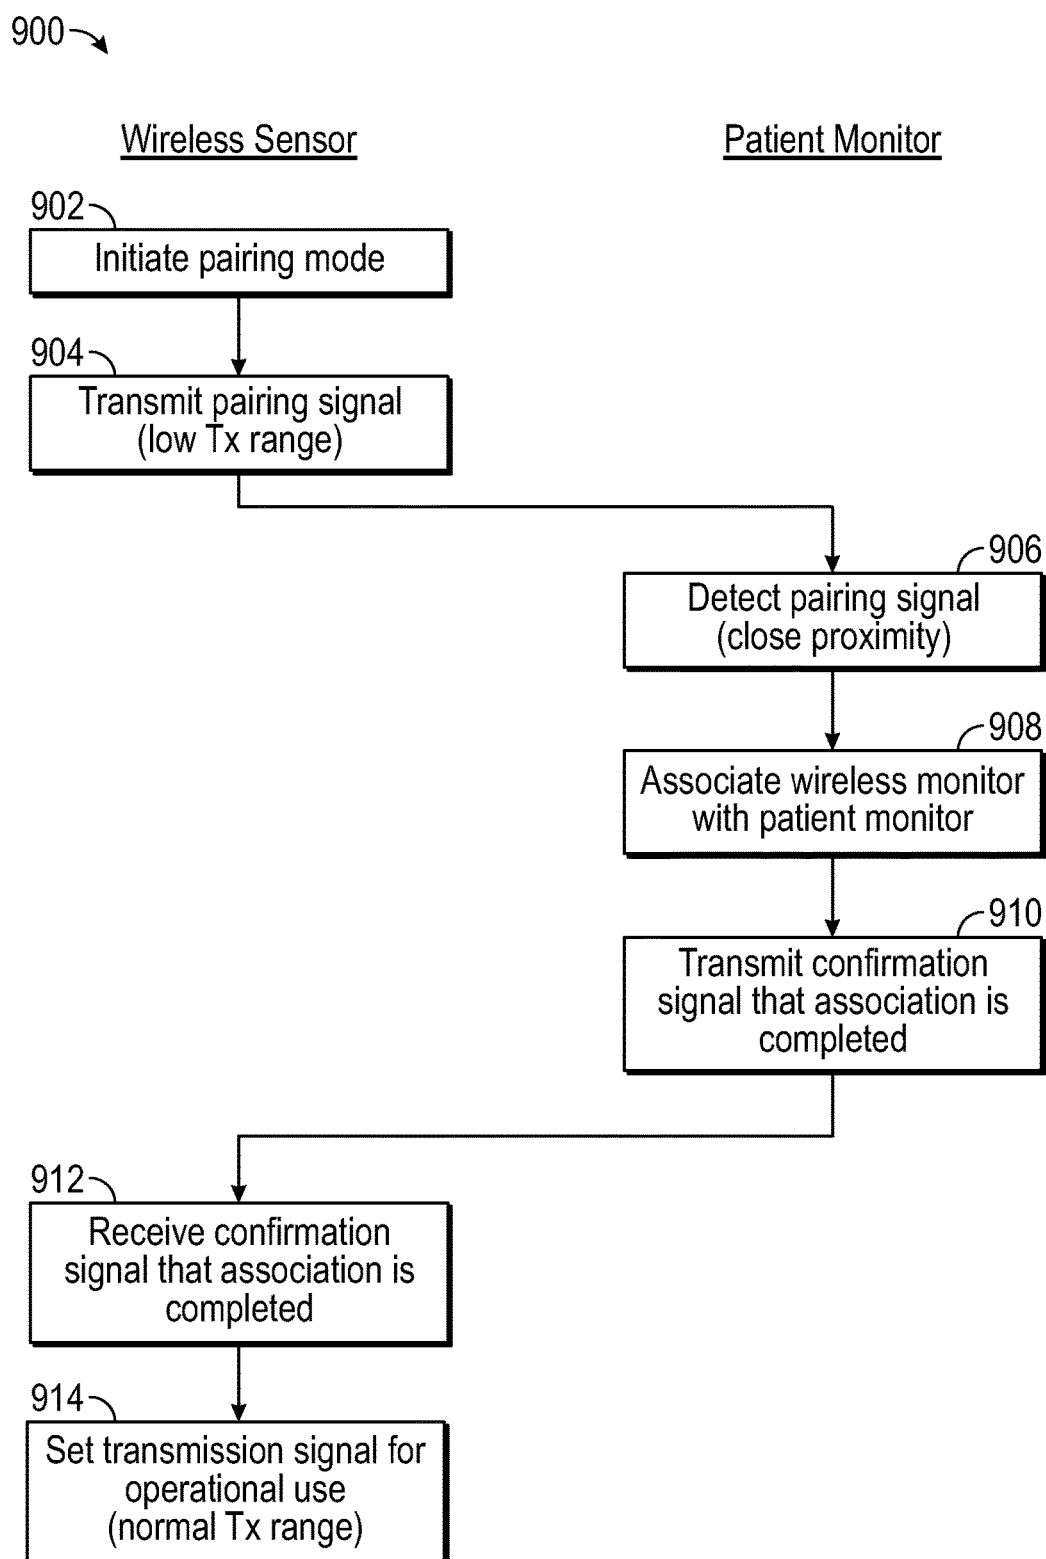 900
Wireless Sensor
Patient Monitor
902
Initiate pairing mode
904
Transmit pairing signal
(low Tx range)
906
Detect pairing signal
(close proximity)
908
Associate wireless monitor
with patient monitor
910
Transmit confirmation
signal that association is
completed
912
Receive confirmation
signal that association is
completed
914
Set transmission signal for
operational use
(normal Tx range)